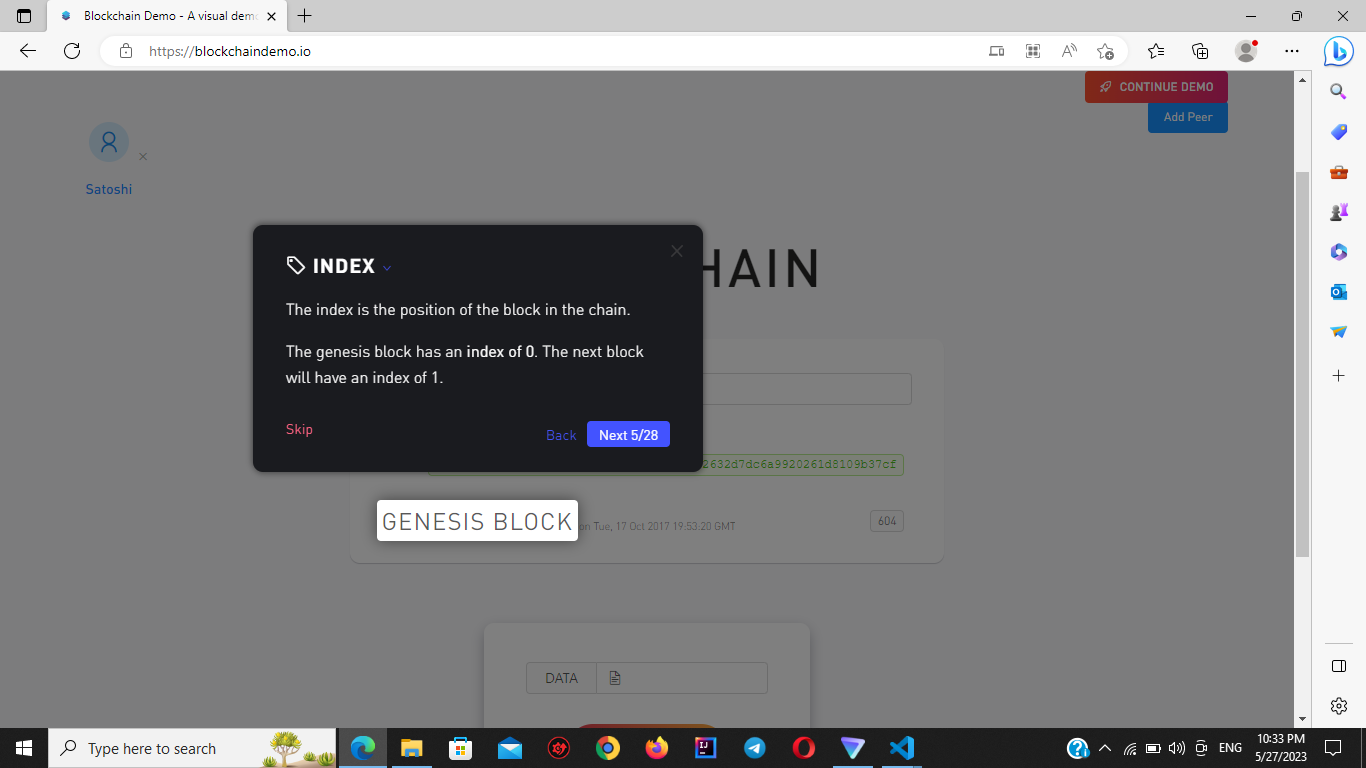 Blockchain Demo - A visual dem
https://blockchaindemo.io
CONTINUE DEMO
Add Peer
Satoshi
HAIN
INDEX
The index is the position of the block in the chain.
The genesis block has an index of 0. The next block
will have an index of 1.
Skip
Back
Next 5/28
2632d7dc6a9920261d8109b37cf
GENESIS BLOCK
on Tue, 17 Oct 2017 19:53:20 GMT
604
DATA
Type here to search
ENG
10:33 PM
5/27/2023